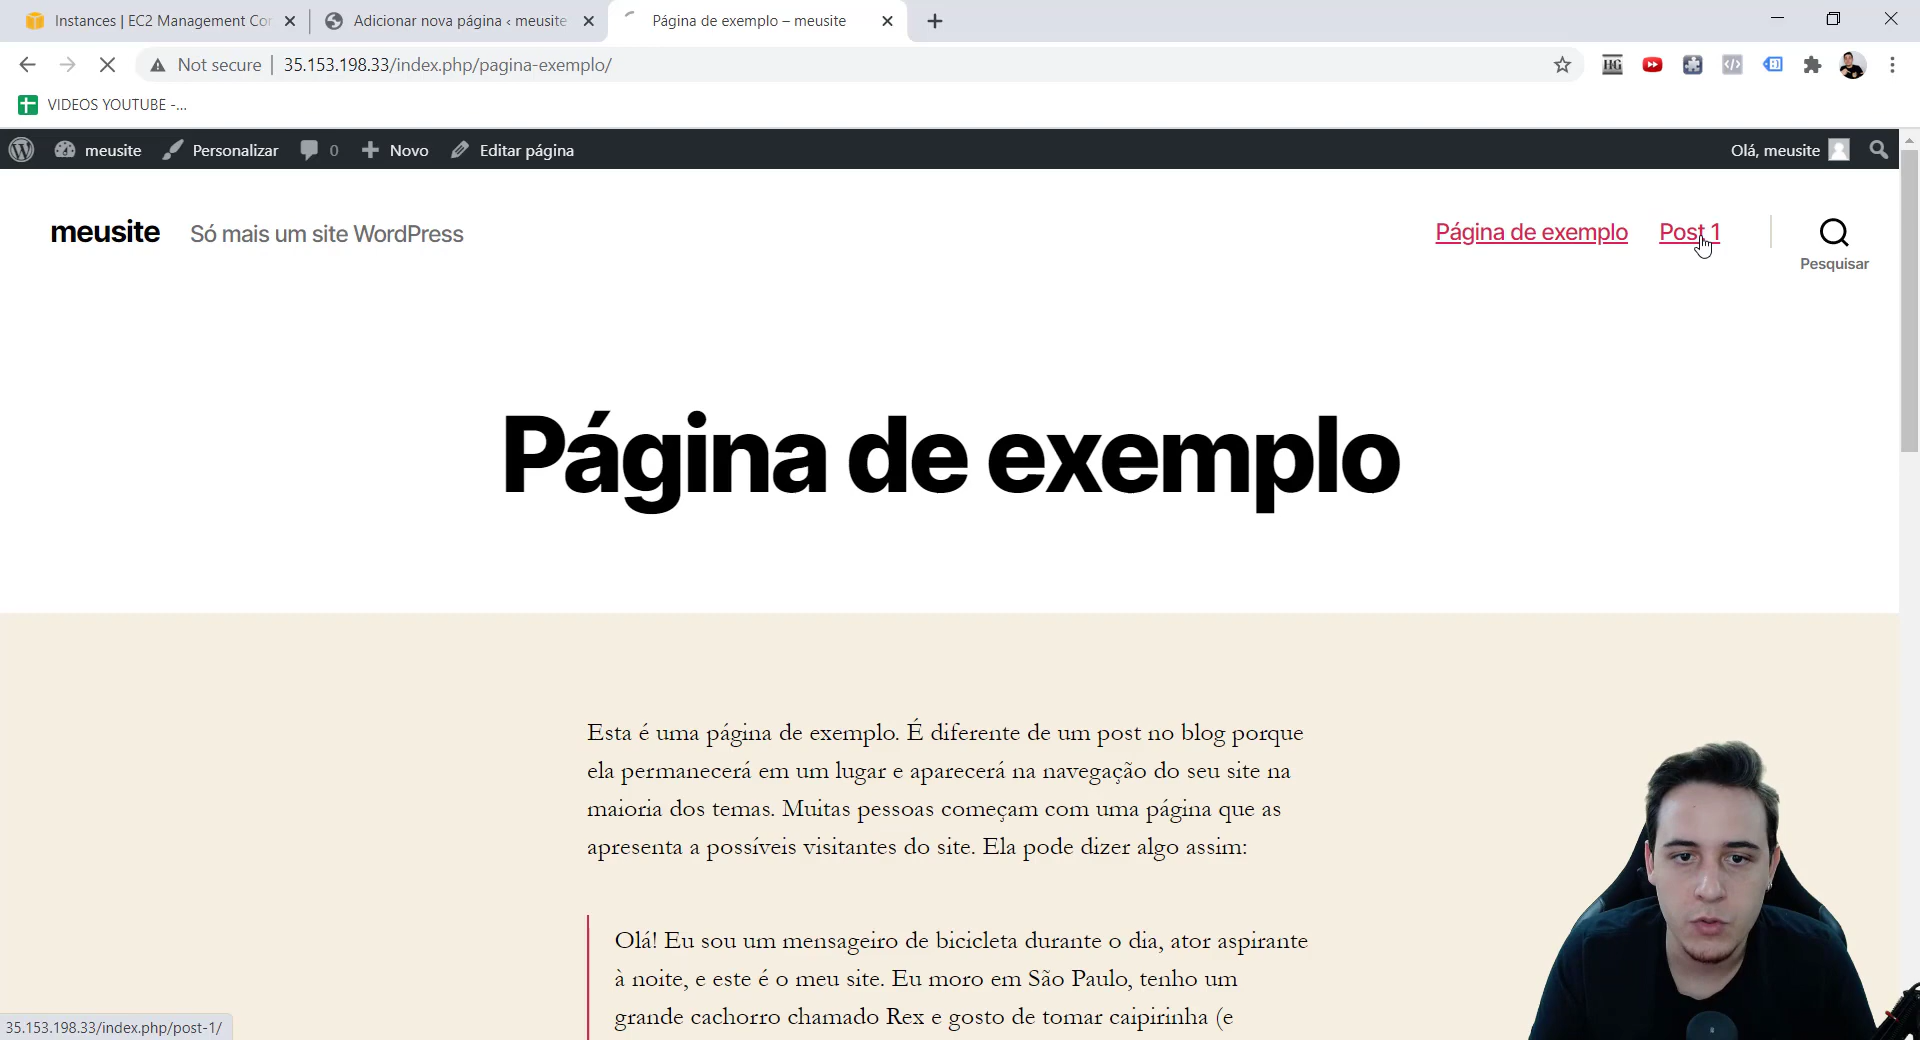 Instances | EC2 Management Con
Adicionar nova página ‹ meusite
Página de exemplo – meusite
Not secure
35.153.198.33/index.php/pagina-exemplo/
HG
VIDEOS YOUTUBE -...
meusite
Personalizar
0
Novo
Editar página
Olá, meusite
meusite
Só mais um site WordPress
Página de exemplo
Post 1
Pesquisar
Página de exemplo
Esta é uma página de exemplo. É diferente de um post no blog porque
ela permanecerá em um lugar e aparecerá na navegação do seu site na
maioria dos temas. Muitas pessoas começam com uma página que as
apresenta a possíveis visitantes do site. Ela pode dizer algo assim:
Olá! Eu sou um mensageiro de bicicleta durante o dia, ator aspirante
à noite, e este é o meu site. Eu moro em São Paulo, tenho um
grande cachorro chamado Rex e gosto de tomar caipirinha (e
35.153.198.33/index.php/post-1/